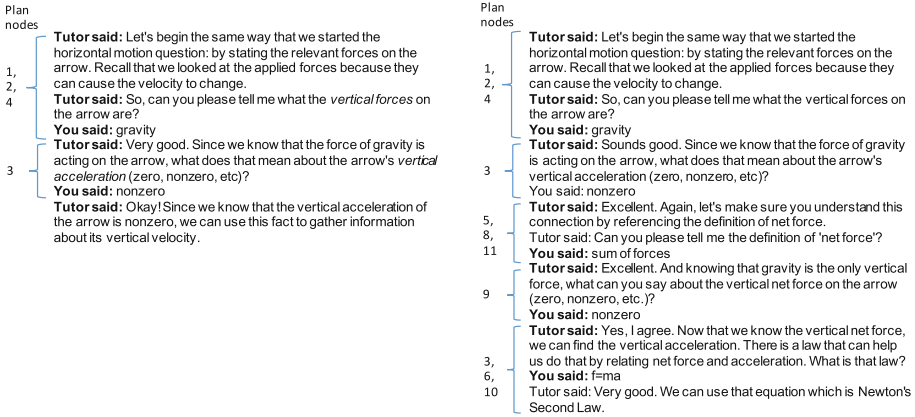 Plan
nodes
1,
2,
4
Tutor said: Let's begin the same way that we started the
horizontal motion question: by stating the relevant forces on the
arrow. Recall that we looked at the applied forces because they
can cause the velocity to change.
Tutor said: So, can you please tell me what the vertical forces on
the arrow are?
You said: gravity
3
Tutor said: Very good. Since we know that the force of gravity is
acting on the arrow, what does that mean about the arrow's vertical
acceleration (zero, nonzero, etc)?
You said: nonzero
Tutor said: Okay! Since we know that the vertical acceleration of
the arrow is nonzero, we can use this fact to gather information
about its vertical velocity.
Plan
nodes
1,
2,
4
Tutor said: Let's begin the same way that we started the
horizontal motion question: by stating the relevant forces on the
arrow. Recall that we looked at the applied forces because they
can cause the velocity to change.
Tutor said: So, can you please tell me what the vertical forces on
the arrow are?
You said: gravity
3
Tutor said: Sounds good. Since we know that the force of gravity
is acting on the arrow, what does that mean about the arrow's
vertical acceleration (zero, nonzero, etc)?
You said: nonzero
5,
8,
11
Tutor said: Excellent. Again, let's make sure you understand this
connection by referencing the definition of net force.
Tutor said: Can you please tell me the definition of 'net force'?
You said: sum of forces
9
Tutor said: Excellent. And knowing that gravity is the only vertical
force, what can you say about the vertical net force on the arrow
(zero, nonzero, etc.)?
You said: nonzero
3,
6,
10
Tutor said: Yes, I agree. Now that we know the vertical net force,
we can find the vertical acceleration. There is a law that can help
us do that by relating net force and acceleration. What is that law?
You said: f=ma
Tutor said: Very good. We can use that equation which is Newton's
Second Law.